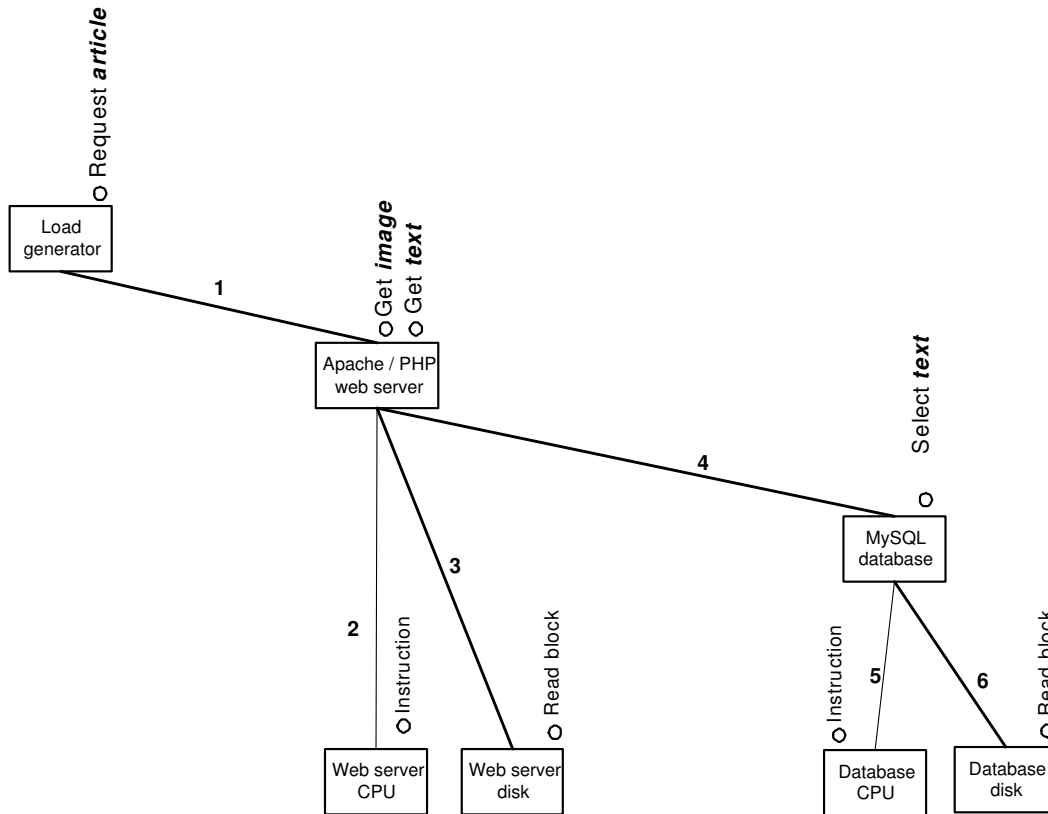 Request article
Load
generator
1
Get image
Get text
Apache / PHP
web server
Select text
4
MySQL
database
3
2
Instruction
Read block
Instruction
5
6
Read block
Web server
CPU
Web server
disk
Database
CPU
Database
disk